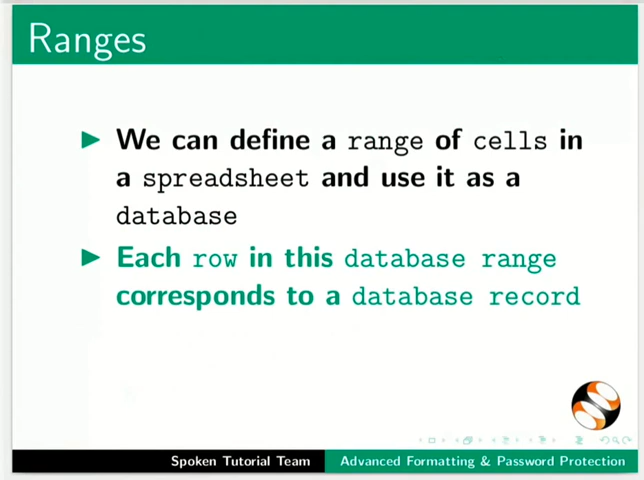 Ranges
We can define a range of cells in
a spreadsheet and use it as a
database
Each row in this database range
corresponds to a database record
Spoken Tutorial Team
Advanced Formatting & Password Protection